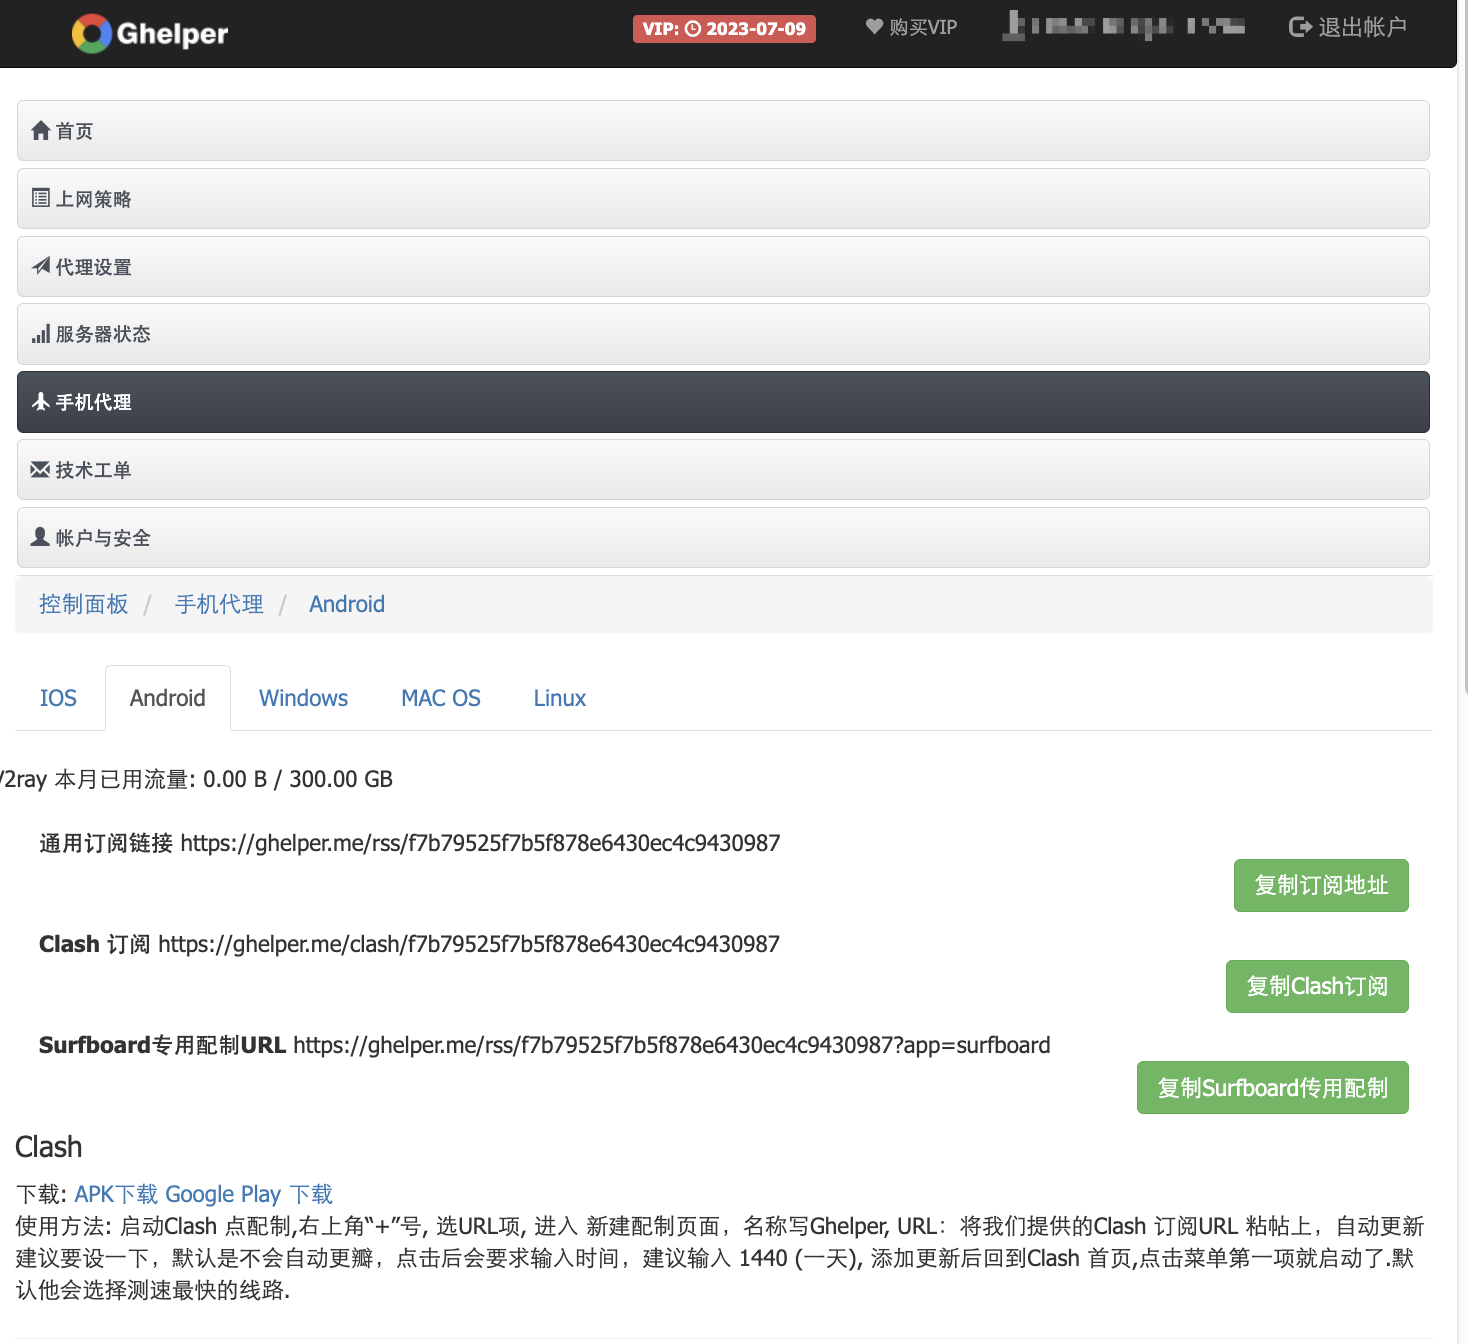 Ghelper
VIP: 2023-07-09
购买VIP
退出帐户
首页
上网策略
代理设置
服务器状态
手机代理
技术工单
帐户与安全
控制面板 / 手机代理 / Android
IOS Android Windows MAC OS Linux
V2ray 本月已用流量: 0.00 B / 300.00 GB
通用订阅链接 https://ghelper.me/rss/f7b79525f7b5f878e6430ec4c9430987
复制订阅地址
Clash 订阅 https://ghelper.me/clash/f7b79525f7b5f878e6430ec4c9430987
复制Clash订阅
Surfboard专用配制URL https://ghelper.me/rss/f7b79525f7b5f878e6430ec4c9430987?app=surfboard
复制Surfboard传用配制
Clash
下载: APK下载 Google Play 下载
使用方法: 启动Clash 点配制,右上角“+”号, 选URL项, 进入 新建配制页面，名称写Ghelper, URL：将我们提供的Clash 订阅URL 粘帖上，自动更新
建议要设一下，默认是不会自动更瓣，点击后会要求输入时间，建议输入 1440 (一天), 添加更新后回到Clash 首页,点击菜单第一项就启动了.默
认他会选择测速最快的线路.